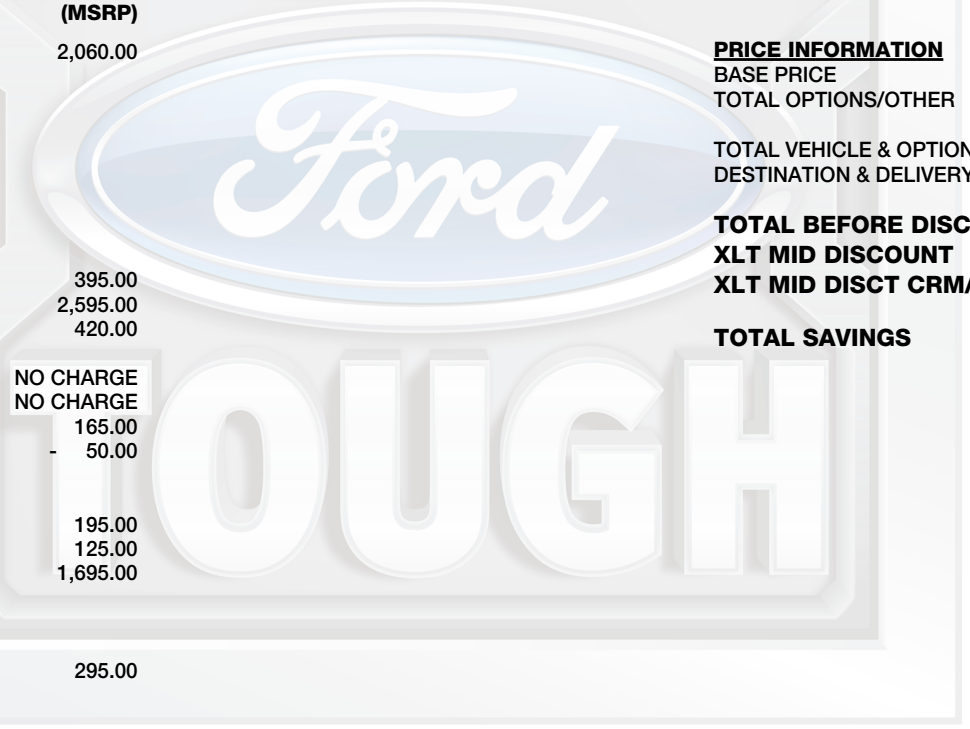 (MSRP)
2,060.00
395.00
2,595.00
420.00
NO CHARGE
NO CHARGE
165.00
- 50.00
195.00
125.00
1,695.00
295.00
PRICE INFORMATION
BASE PRICE
TOTAL OPTIONS/OTHER
TOTAL VEHICLE & OPTION
DESTINATION & DELIVERY
TOTAL BEFORE DISC
XLT MID DISCOUNT
XLT MID DISCT CRM/
TOTAL SAVINGS
Ford
TOUGH